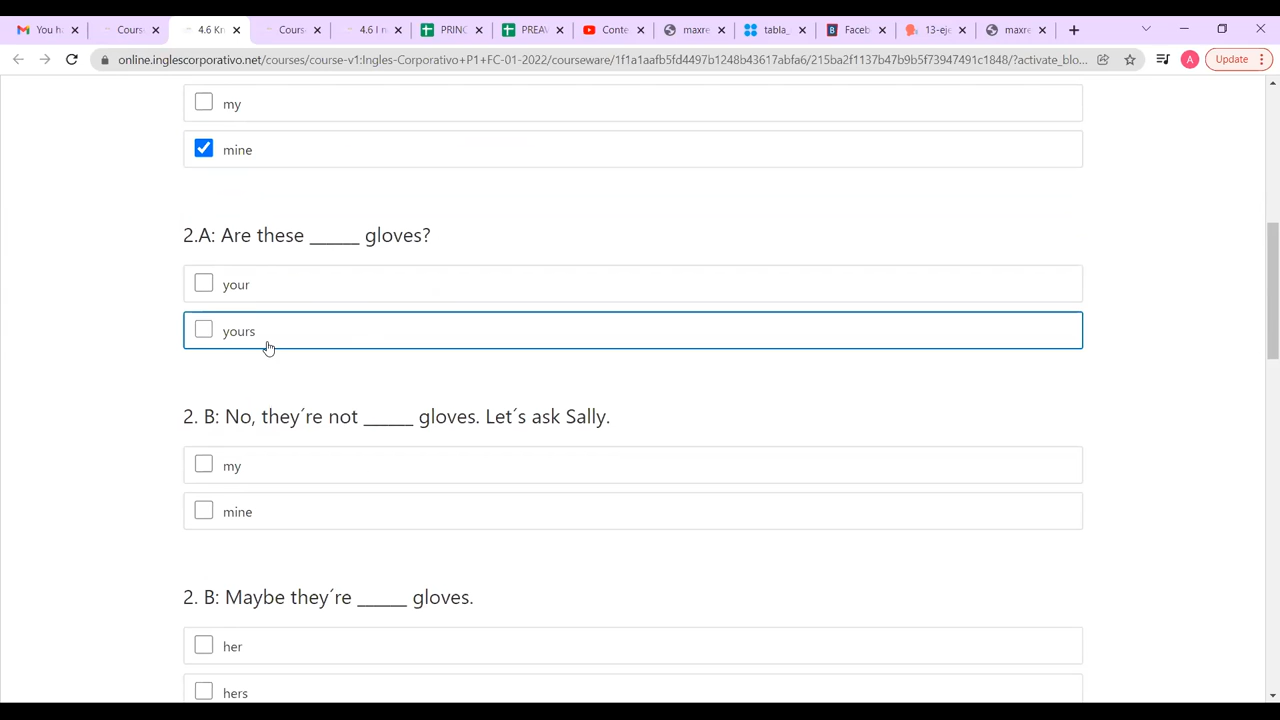 You h
Cours
4.6 Kn
Cours
4.6 I n
PRINC
PREAV
Conte
maxre
tabla_
Faceb
13-eje
maxre
online.inglescorporativo.net/courses/course-v1:Ingles-Corporativo+P1+FC-01-2022/courseware/1f1a1aafb5fd4497b1248b43617abfa6/215ba2f1137b47b9b5f73947491c1848/?activate_blo...
A
Update
my
mine
2.A: Are these ______ gloves?
your
yours
2. B: No, they´re not ______ gloves. Let´s ask Sally.
my
mine
2. B: Maybe they´re ______ gloves.
her
hers